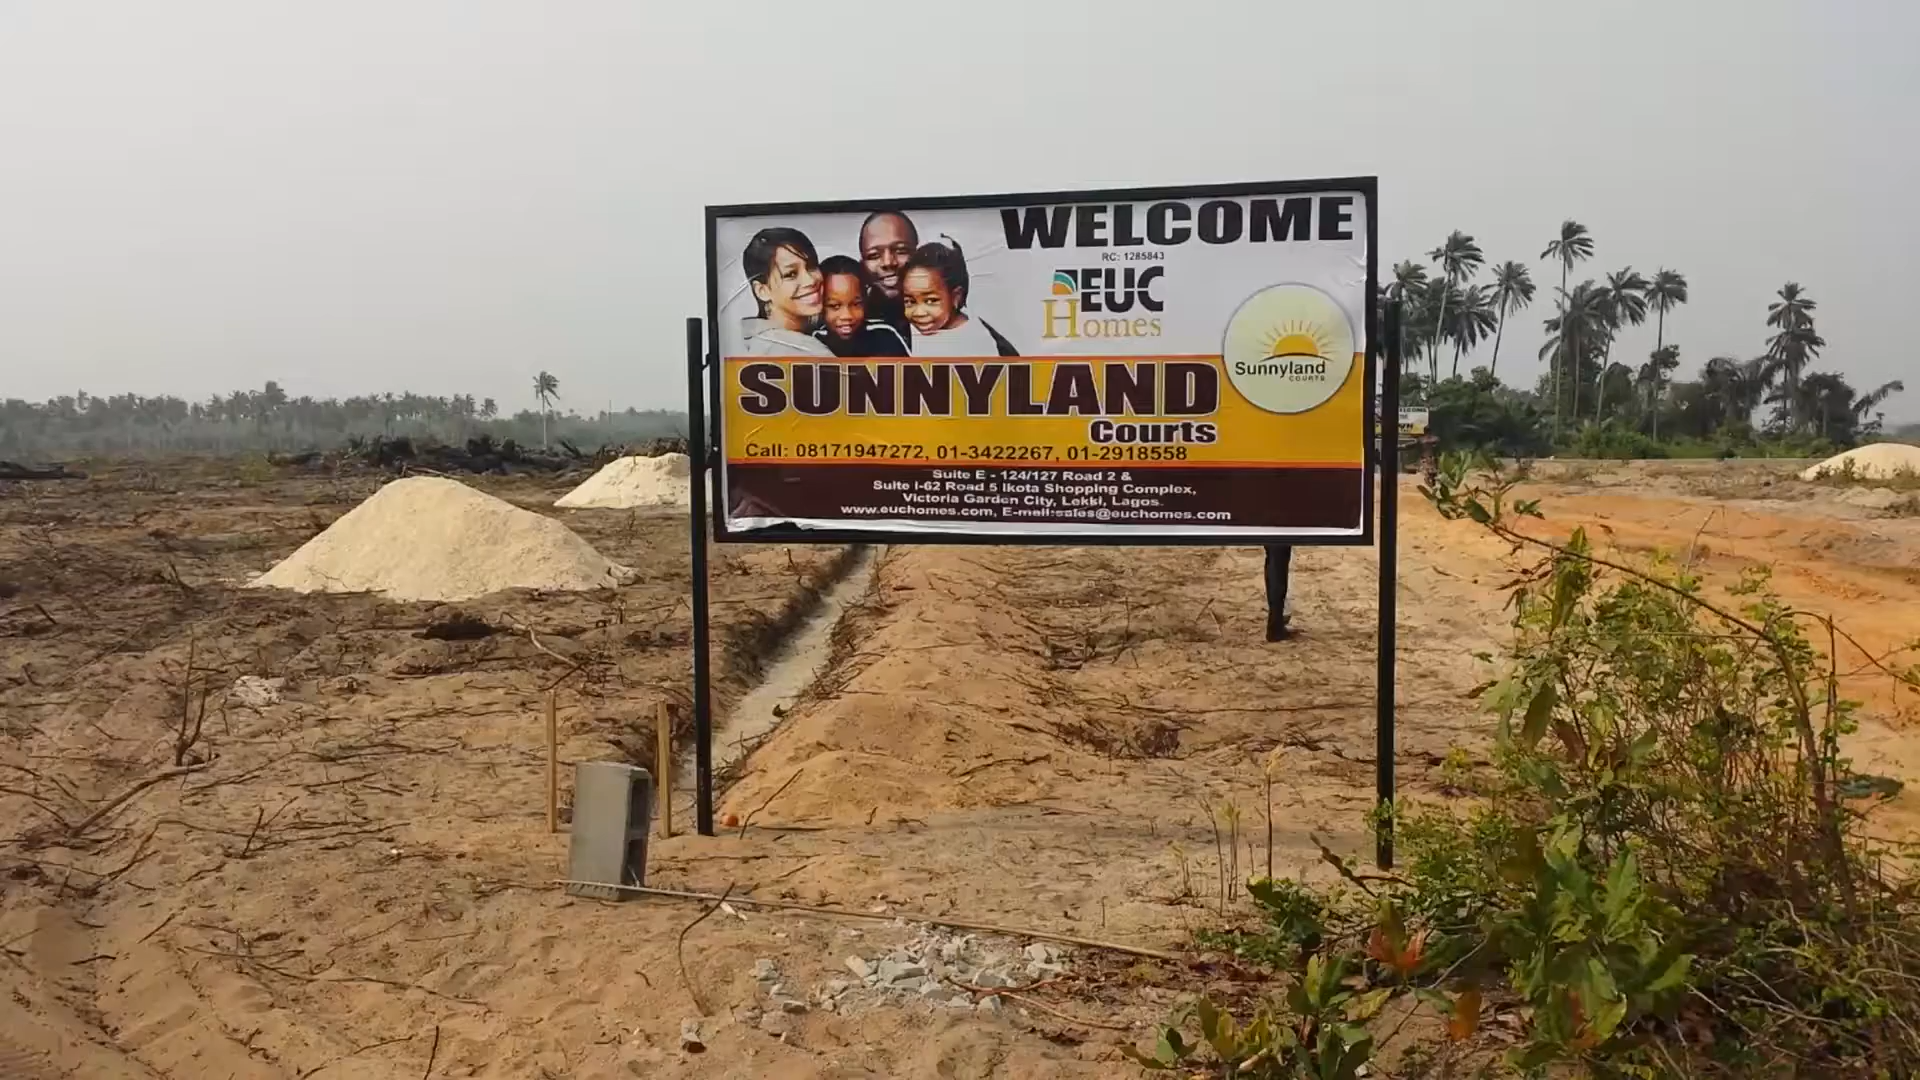 WELCOME
RC: 1285843
EUC
Homes
Sunnyland
COURTS
SUNNYLAND
Courts
Call: 08171947272, 01-3422267, 01-2918558
Suite E - 124/127 Road 2 &
Suite I-62 Road 5 Ikota Shopping Complex,
Victoria Garden City, Lekki, Lagos.
www.euchomes.com, E-mail:sales@euchomes.com